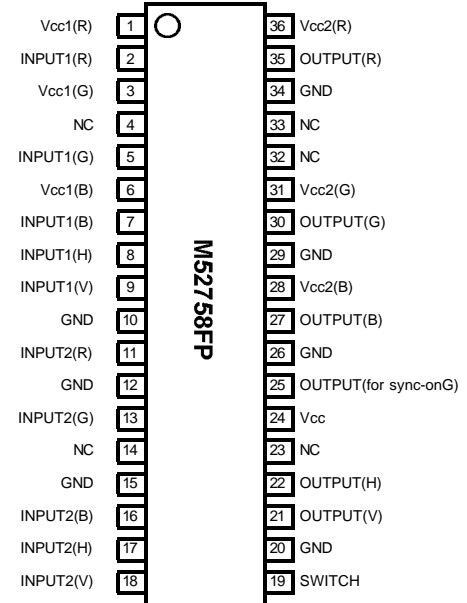 Vcc1(R) 1 36 Vcc2(R)
INPUT1(R) 2 35 OUTPUT(R)
Vcc1(G) 3 34 GND
NC 4 33 NC
INPUT1(G) 5 32 NC
Vcc1(B) 6 31 Vcc2(G)
INPUT1(B) 7 30 OUTPUT(G)
INPUT1(H) 8 29 GND
INPUT1(V) 9 28 Vcc2(B)
GND 10 27 OUTPUT(B)
INPUT2(R) 11 26 GND
GND 12 25 OUTPUT(for sync-onG)
INPUT2(G) 13 24 Vcc
NC 14 23 NC
GND 15 22 OUTPUT(H)
INPUT2(B) 16 21 OUTPUT(V)
INPUT2(H) 17 20 GND
INPUT2(V) 18 19 SWITCH
M52758FP